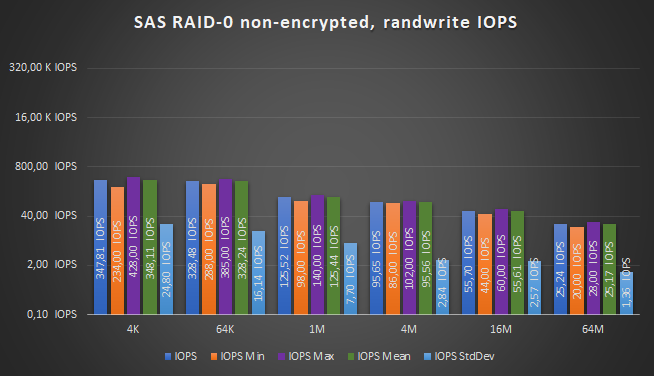 SAS RAID-0 non-encrypted, randwrite IOPS
320,00 K IOPS
16,00 K IOPS
800,00 IOPS
40,00 IOPS
2,00 IOPS
0,10 IOPS
347,81 IOPS
234,00 IOPS
428,00 IOPS
348,11 IOPS
24,80 IOPS
328,48 IOPS
288,00 IOPS
385,00 IOPS
328,24 IOPS
16,14 IOPS
125,52 IOPS
98,00 IOPS
140,00 IOPS
125,44 IOPS
7,70 IOPS
95,65 IOPS
86,00 IOPS
102,00 IOPS
95,56 IOPS
2,84 IOPS
55,70 IOPS
44,00 IOPS
60,00 IOPS
55,61 IOPS
2,57 IOPS
25,24 IOPS
20,00 IOPS
28,00 IOPS
25,17 IOPS
1,36 IOPS
4K 64K 1M 4M 16M 64M
IOPS IOPS Min IOPS Max IOPS Mean IOPS StdDev